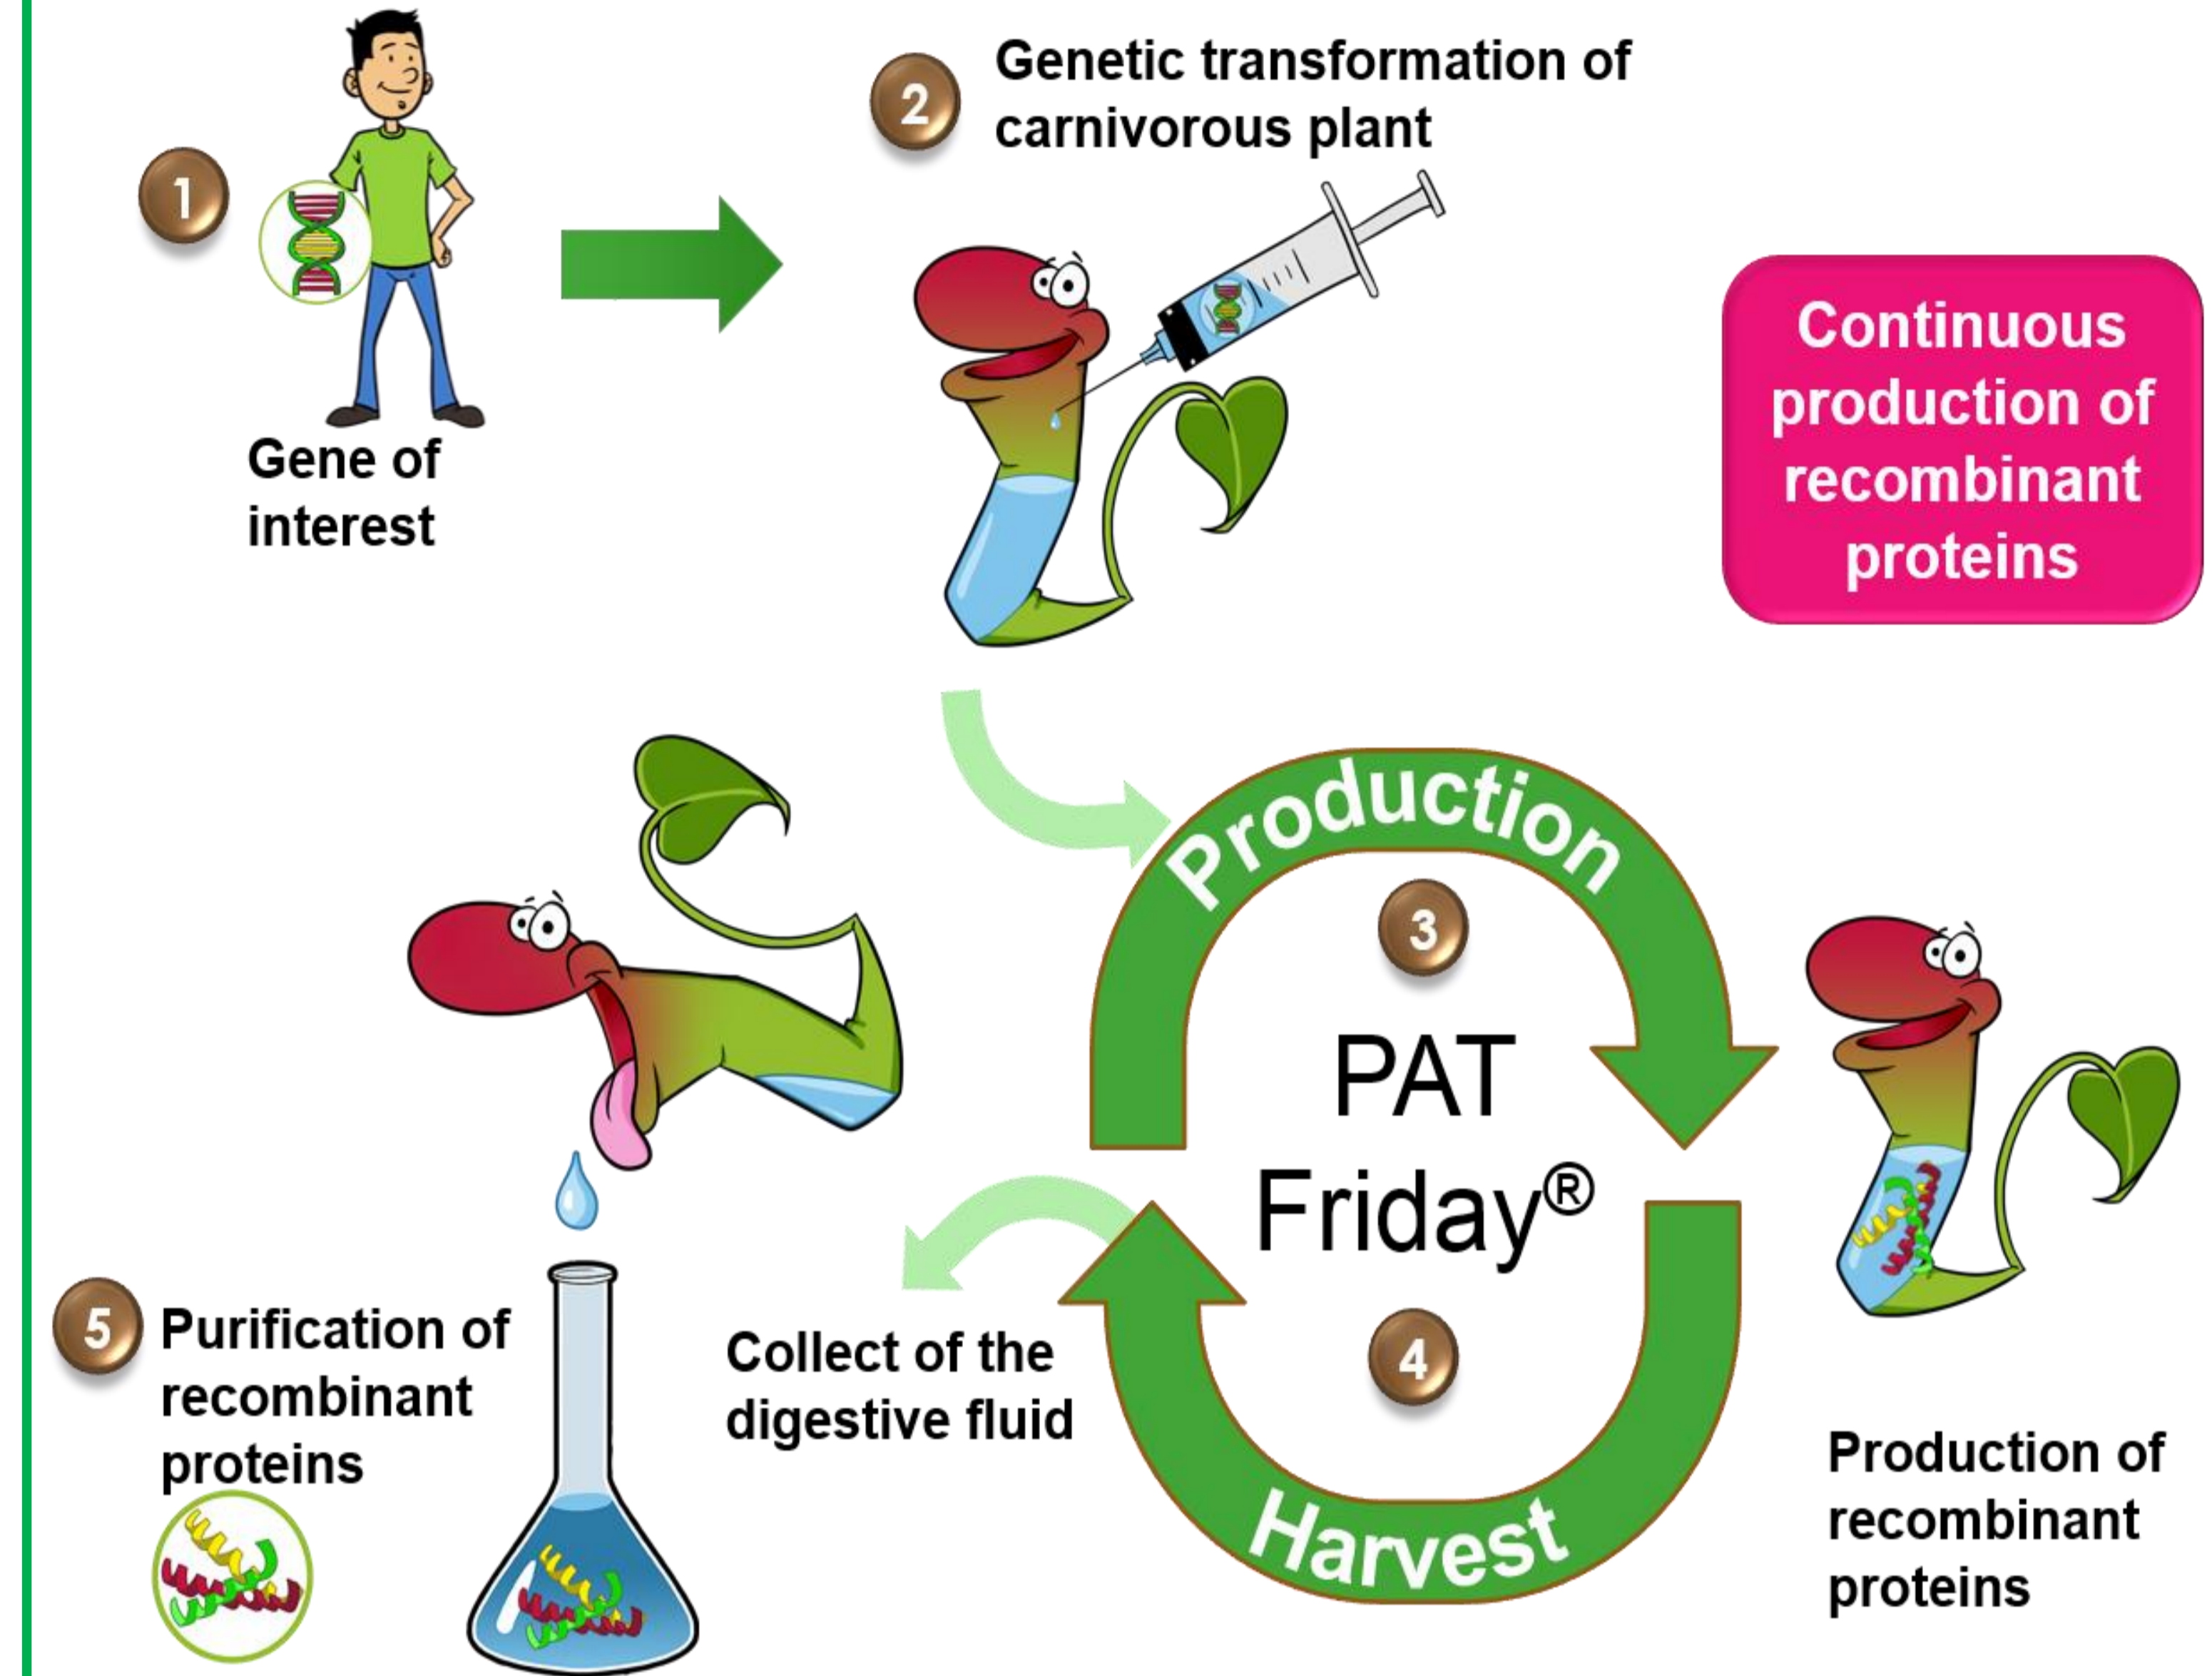 1
Gene of
interest
2
Genetic transformation of
carnivorous plant
Continuous
production of
recombinant
proteins
Production
3
PAT
Friday®
4
Harvest
Production of
recombinant
proteins
Collect of the
digestive fluid
5
Purification of
recombinant
proteins